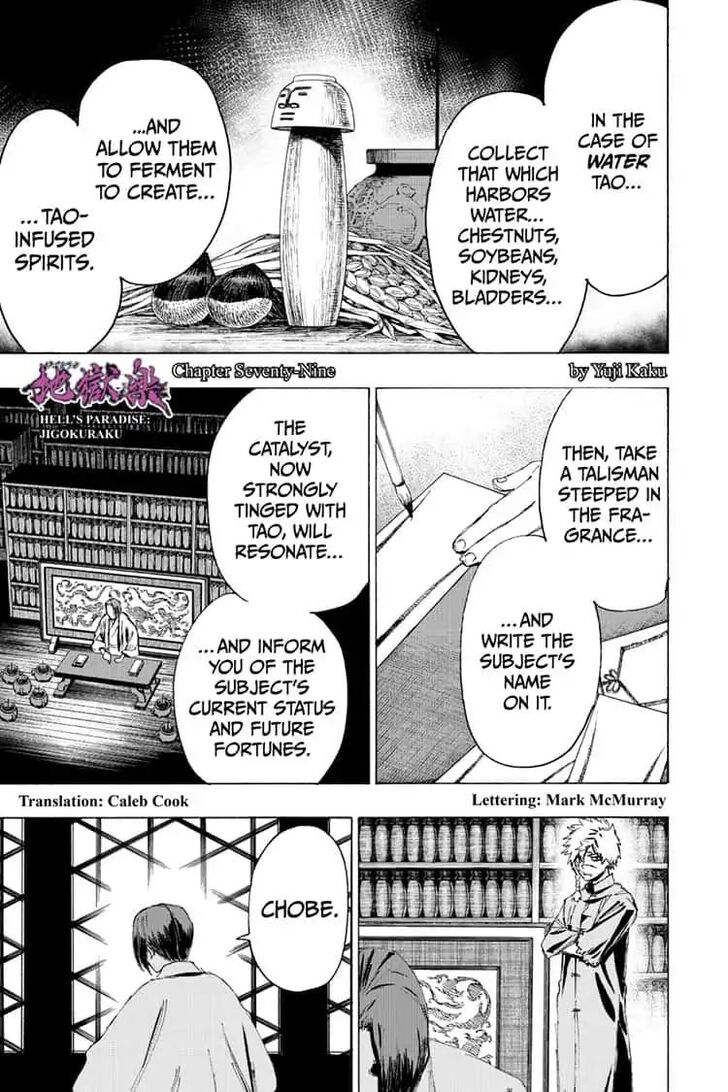 IN THE
CASE OF
WATER
TAO...
COLLECT
THAT WHICH
HARBORS
WATER...
CHESTNUTS,
SOYBEANS,
KIDNEYS,
BLADDERS...
...AND
ALLOW THEM
TO FERMENT
TO CREATE...
...TAO-
INFUSED
SPIRITS.
地獄楽
HELL'S PARADISE:
JIGOKURAKU
Chapter Seventy-Nine
by Yuji Kaku
THEN, TAKE
A TALISMAN
STEEPED IN
THE FRA-
GRANCE...
...AND
WRITE THE
SUBJECT'S
NAME
ON IT.
THE
CATALYST,
NOW
STRONGLY
TINGED WITH
TAO, WILL
RESONATE...
...AND INFORM
YOU OF THE
SUBJECT'S
CURRENT STATUS
AND FUTURE
FORTUNES.
Translation: Caleb Cook
Lettering: Mark McMurray
CHOBE.